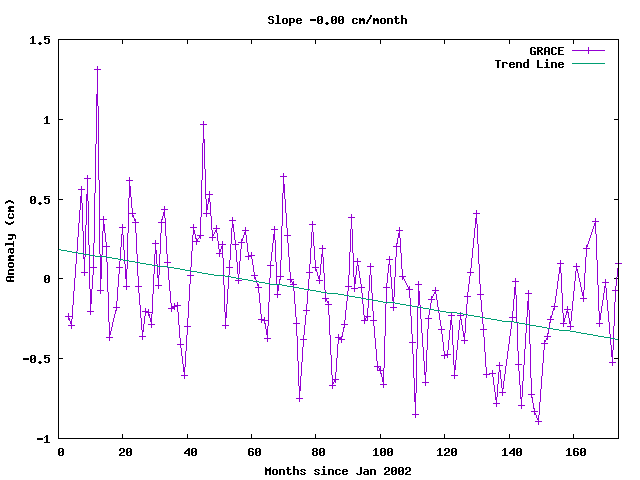 Slope -0.00 cm/month
GRACE
Trend Line
Anomaly (cm)
1.5
1
0.5
0
-0.5
-1
0 20 40 60 80 100 120 140 160
Months since Jan 2002